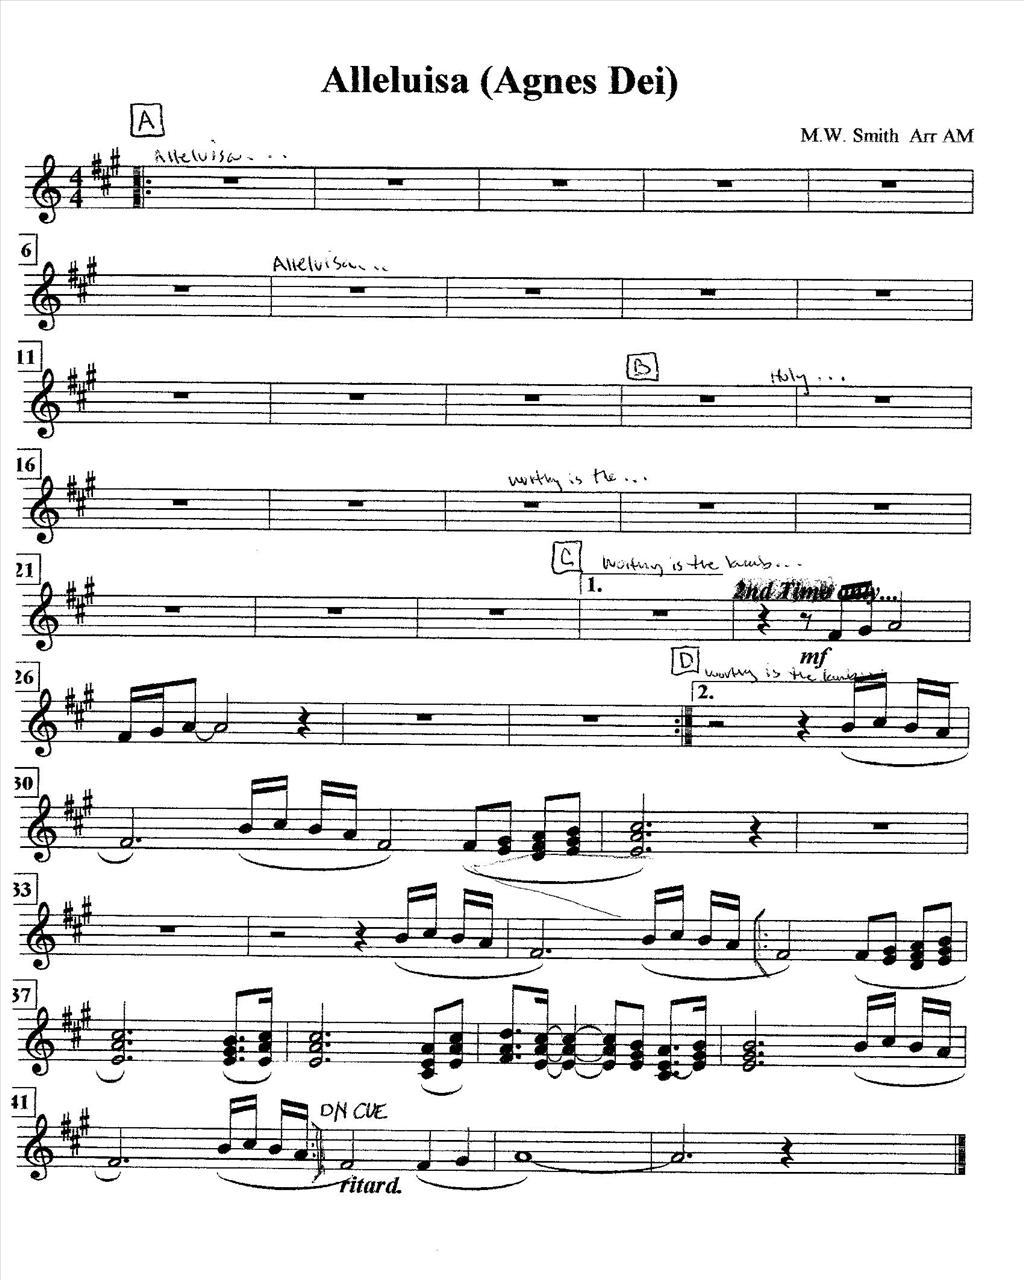 Alleluisa (Agnes Dei)
A
M.W. Smith Arr AM
Alleluisa....
4
4
6
Alleluisa....
11
B
Holy ...
16
worthy is the ...
21
C
worthy is the lamb...
1.
2nd Time only...
mf
26
D
worthy is the lamb...
2.
30
33
37
41
ON CUE
ritard.